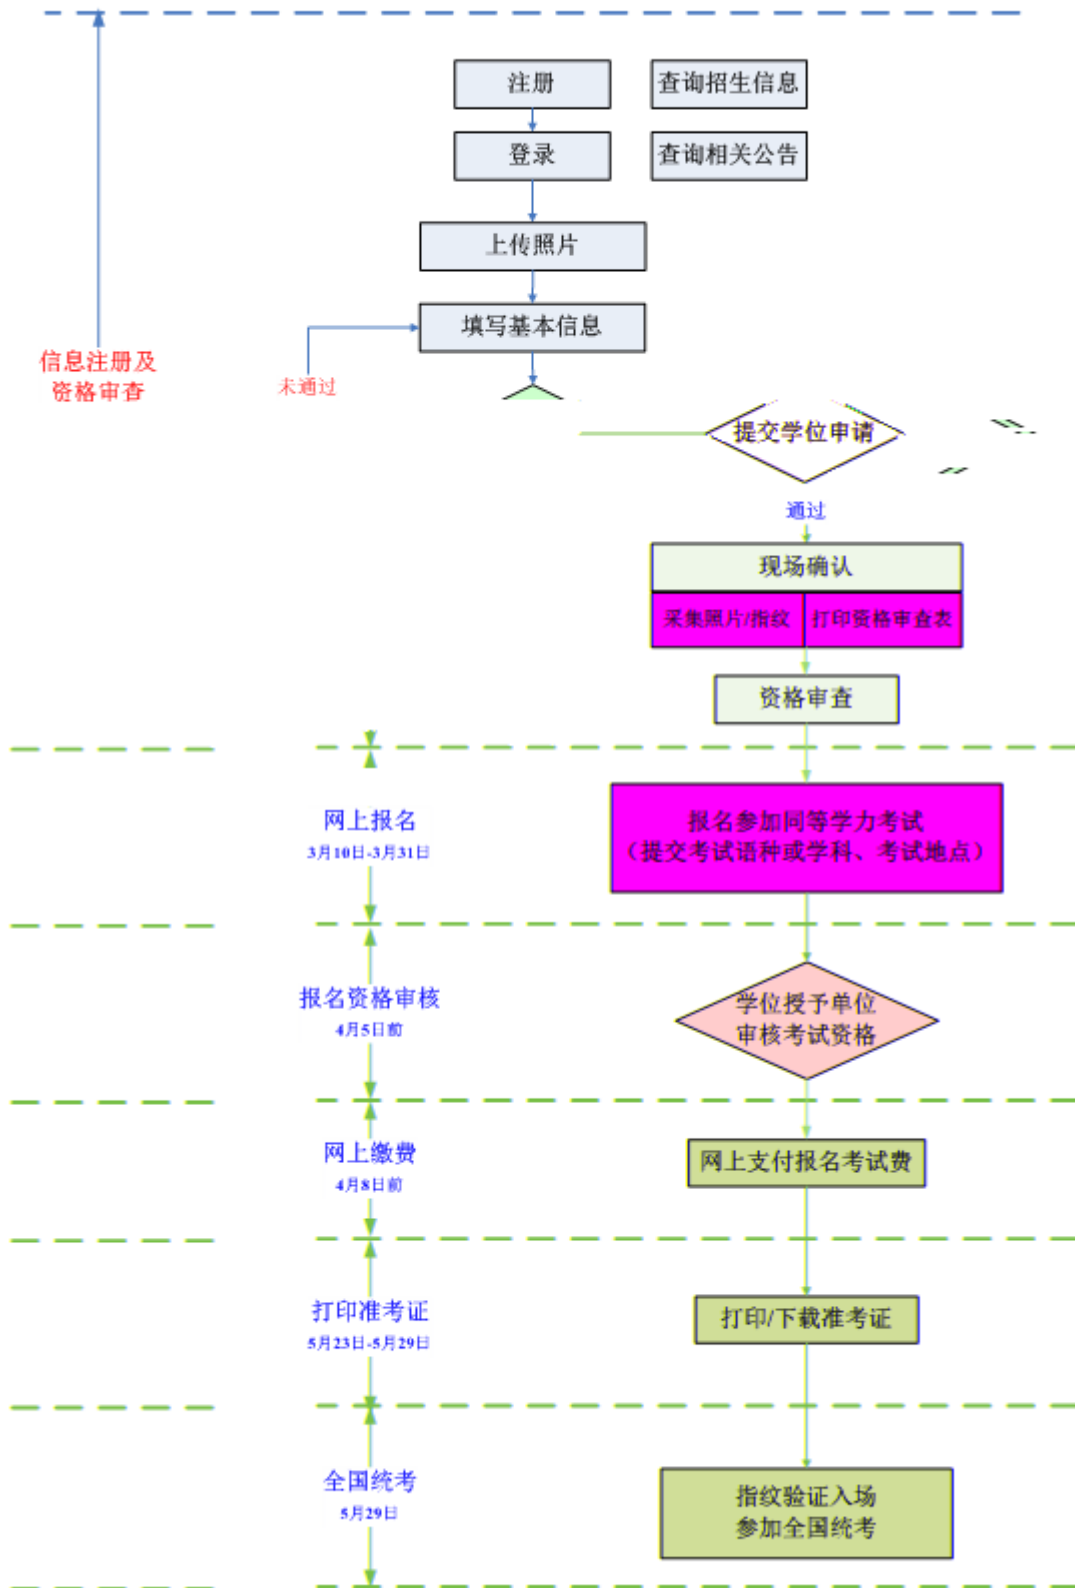 注册
查询招生信息
登录
查询相关公告
上传照片
填写基本信息
信息注册及
资格审查
未通过
提交学位申请
通过
现场确认
采集照片/指纹
打印资格审查表
资格审查
网上报名
3月10日-3月31日
报名参加同等学力考试
（提交考试语种或学科、考试地点）
报名资格审核
4月5日前
学位授予单位
审核考试资格
网上缴费
4月8日前
网上支付报名考试费
打印准考证
5月23日-5月29日
打印/下载准考证
全国统考
5月29日
指纹验证入场
参加全国统考